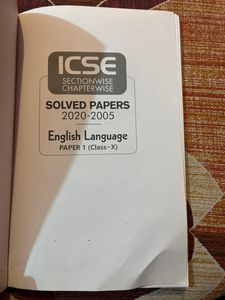 ICSE
SECTIONWISE
CHAPTERWISE
SOLVED PAPERS
2020-2005
English Language
PAPER 1 (Class-X)